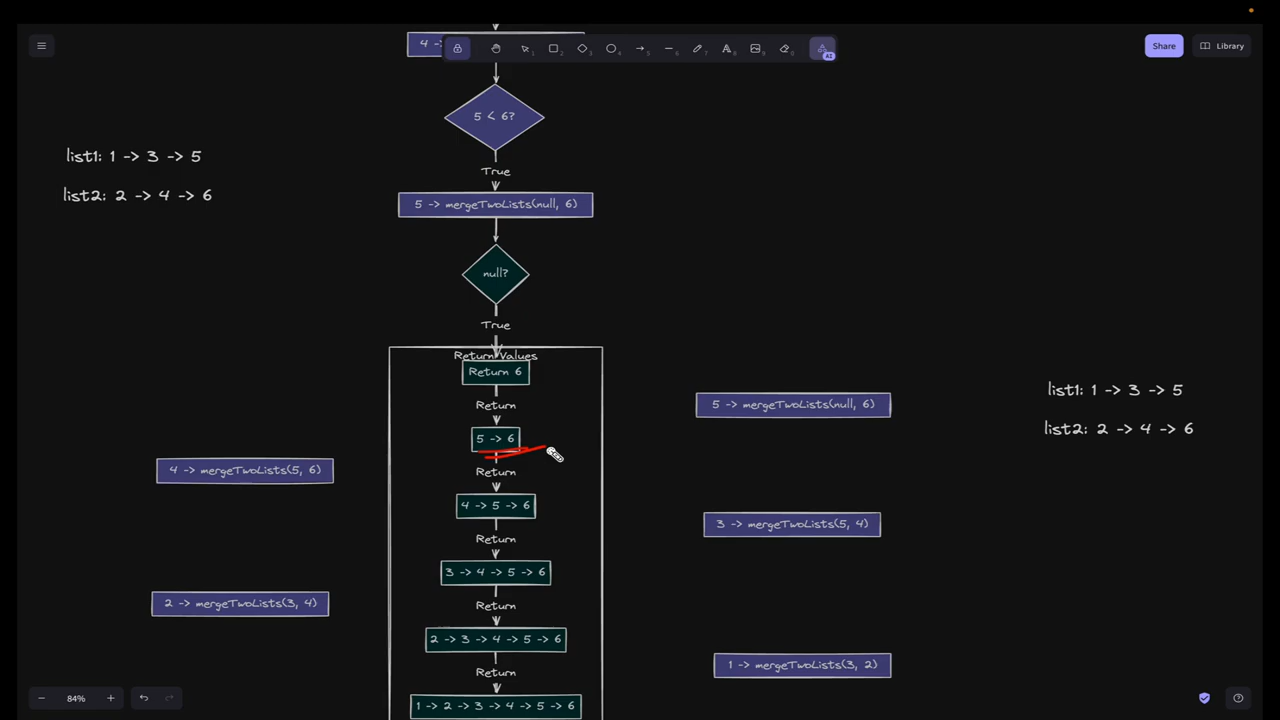 Share
Library
4 ->
5 < 6?
list1: 1 -> 3 -> 5
True
list2: 2 -> 4 -> 6
5 -> mergeTwoLists(null, 6)
null?
True
Return Values
Return 6
list1: 1 -> 3 -> 5
Return
5 -> mergeTwoLists(null, 6)
list2: 2 -> 4 -> 6
5 -> 6
4 -> mergeTwoLists(5, 6)
Return
4 -> 5 -> 6
3 -> mergeTwoLists(5, 4)
Return
3 -> 4 -> 5 -> 6
2 -> mergeTwoLists(3, 4)
Return
2 -> 3 -> 4 -> 5 -> 6
1 -> mergeTwoLists(3, 2)
Return
84%
1 -> 2 -> 3 -> 4 -> 5 -> 6